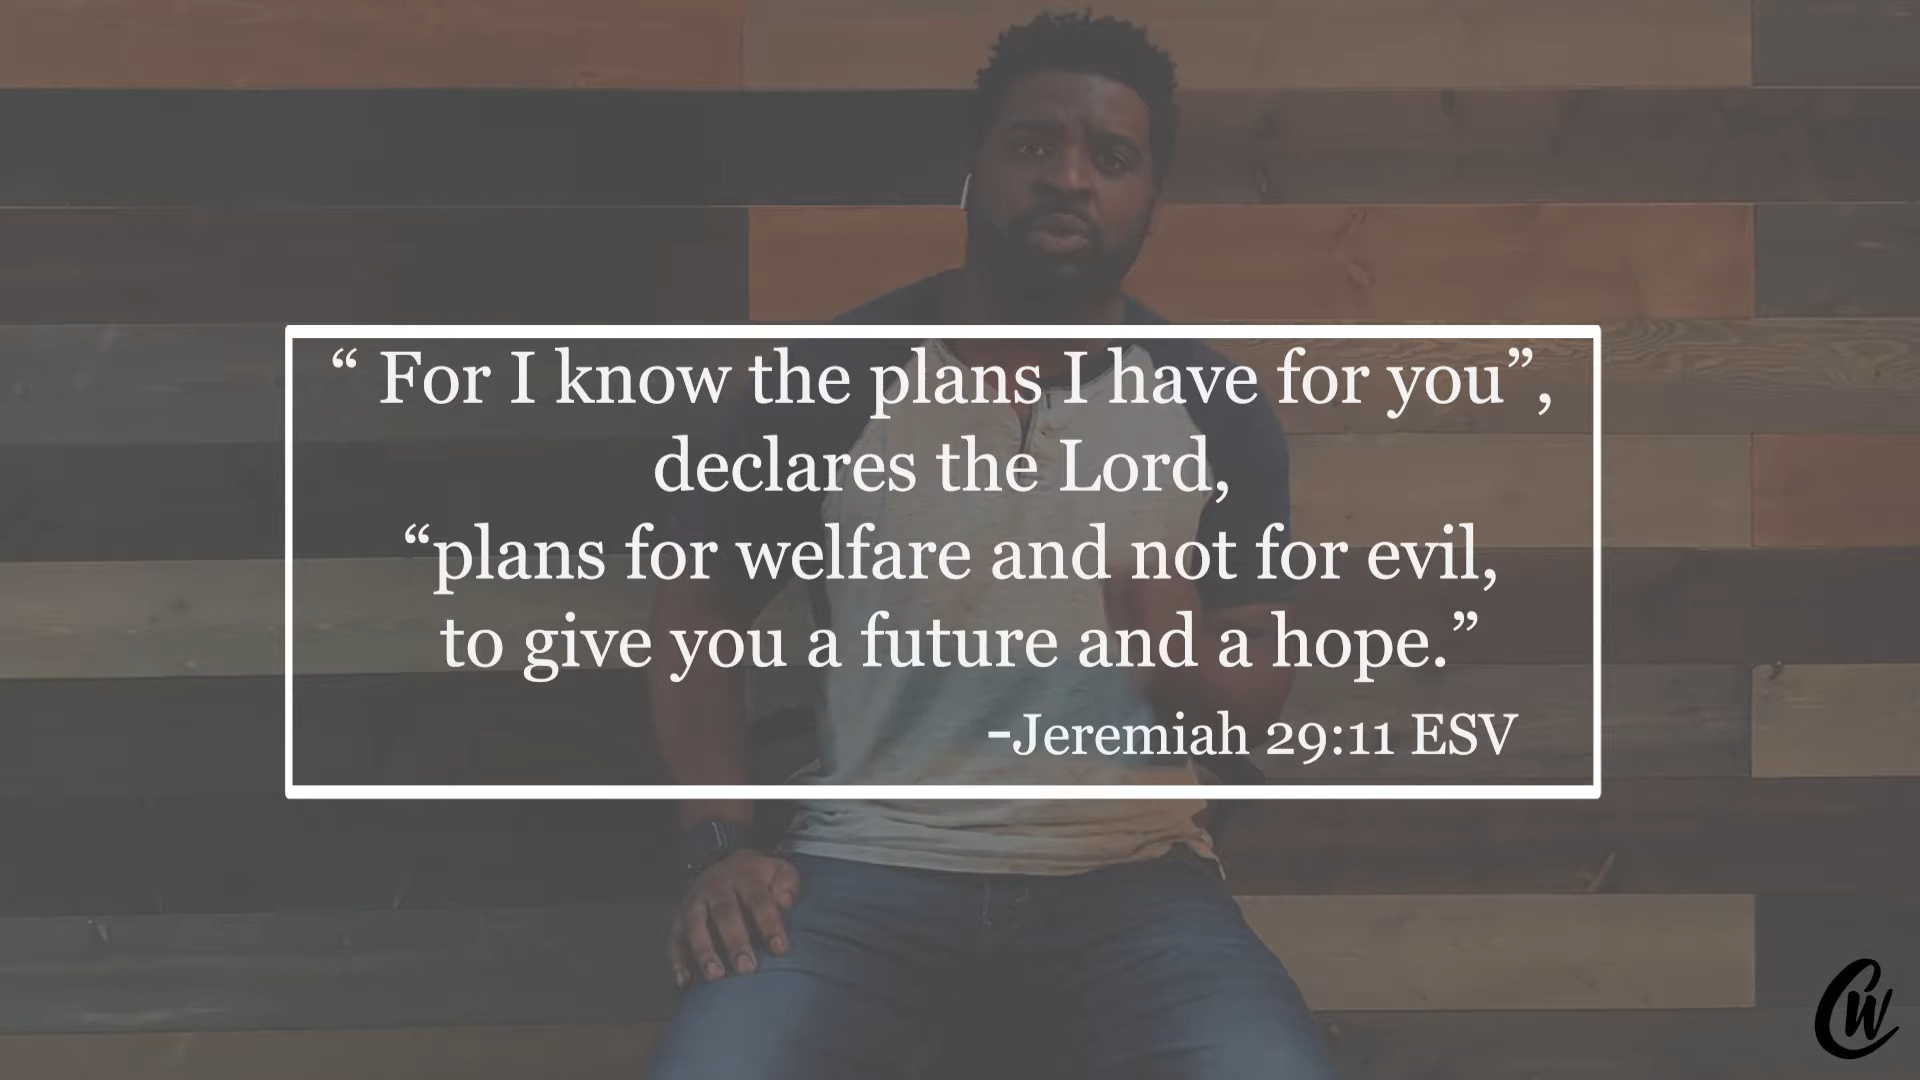 “ For I know the plans I have for you”,
declares the Lord,
“plans for welfare and not for evil,
to give you a future and a hope.”
-Jeremiah 29:11 ESV
CW